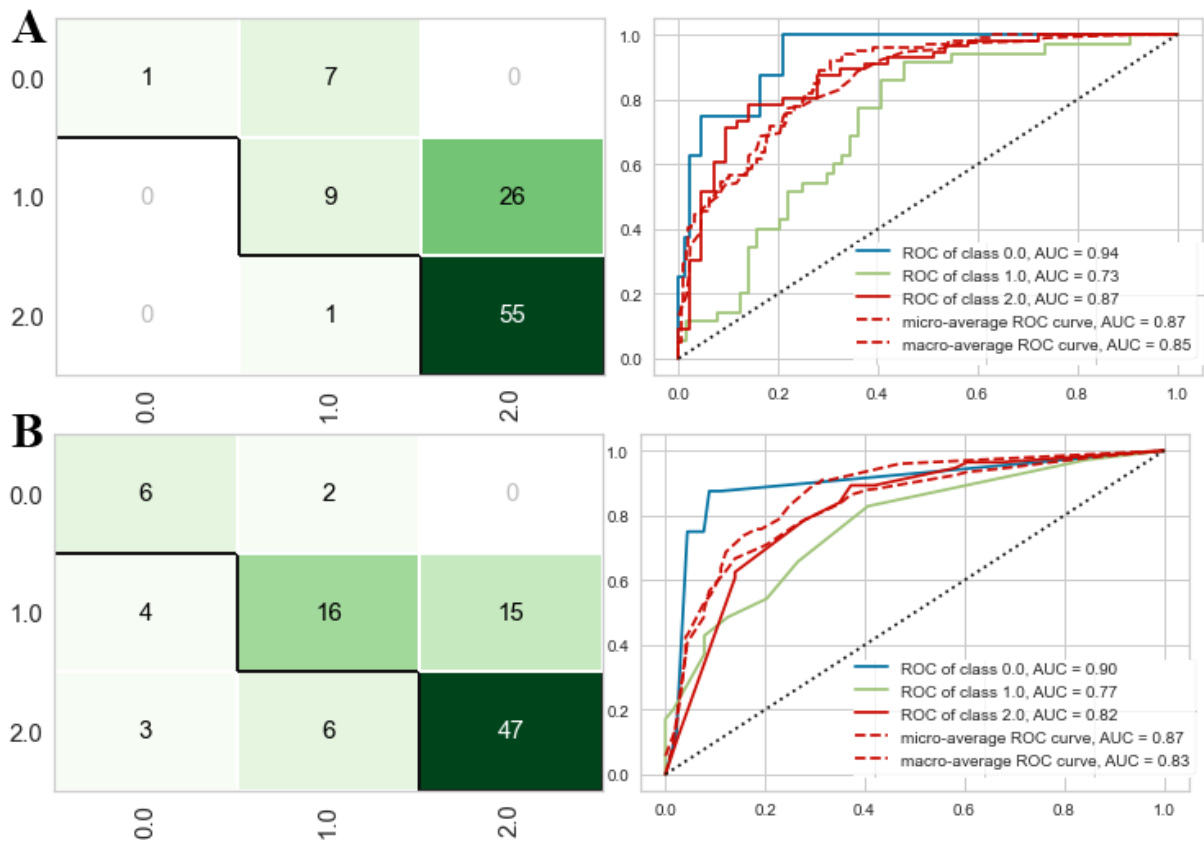 A
0.0 1 7 0
1.0 0 9 26
2.0 0 1 55
0.0 1.0 2.0
1.0
0.8
0.6
0.4
0.2
0.0
ROC of class 0.0, AUC = 0.94
ROC of class 1.0, AUC = 0.73
ROC of class 2.0, AUC = 0.87
micro-average ROC curve, AUC = 0.87
macro-average ROC curve, AUC = 0.85
0.0 0.2 0.4 0.6 0.8 1.0
B
0.0 6 2 0
1.0 4 16 15
2.0 3 6 47
0.0 1.0 2.0
1.0
0.8
0.6
0.4
0.2
0.0
ROC of class 0.0, AUC = 0.90
ROC of class 1.0, AUC = 0.77
ROC of class 2.0, AUC = 0.82
micro-average ROC curve, AUC = 0.87
macro-average ROC curve, AUC = 0.83
0.0 0.2 0.4 0.6 0.8 1.0